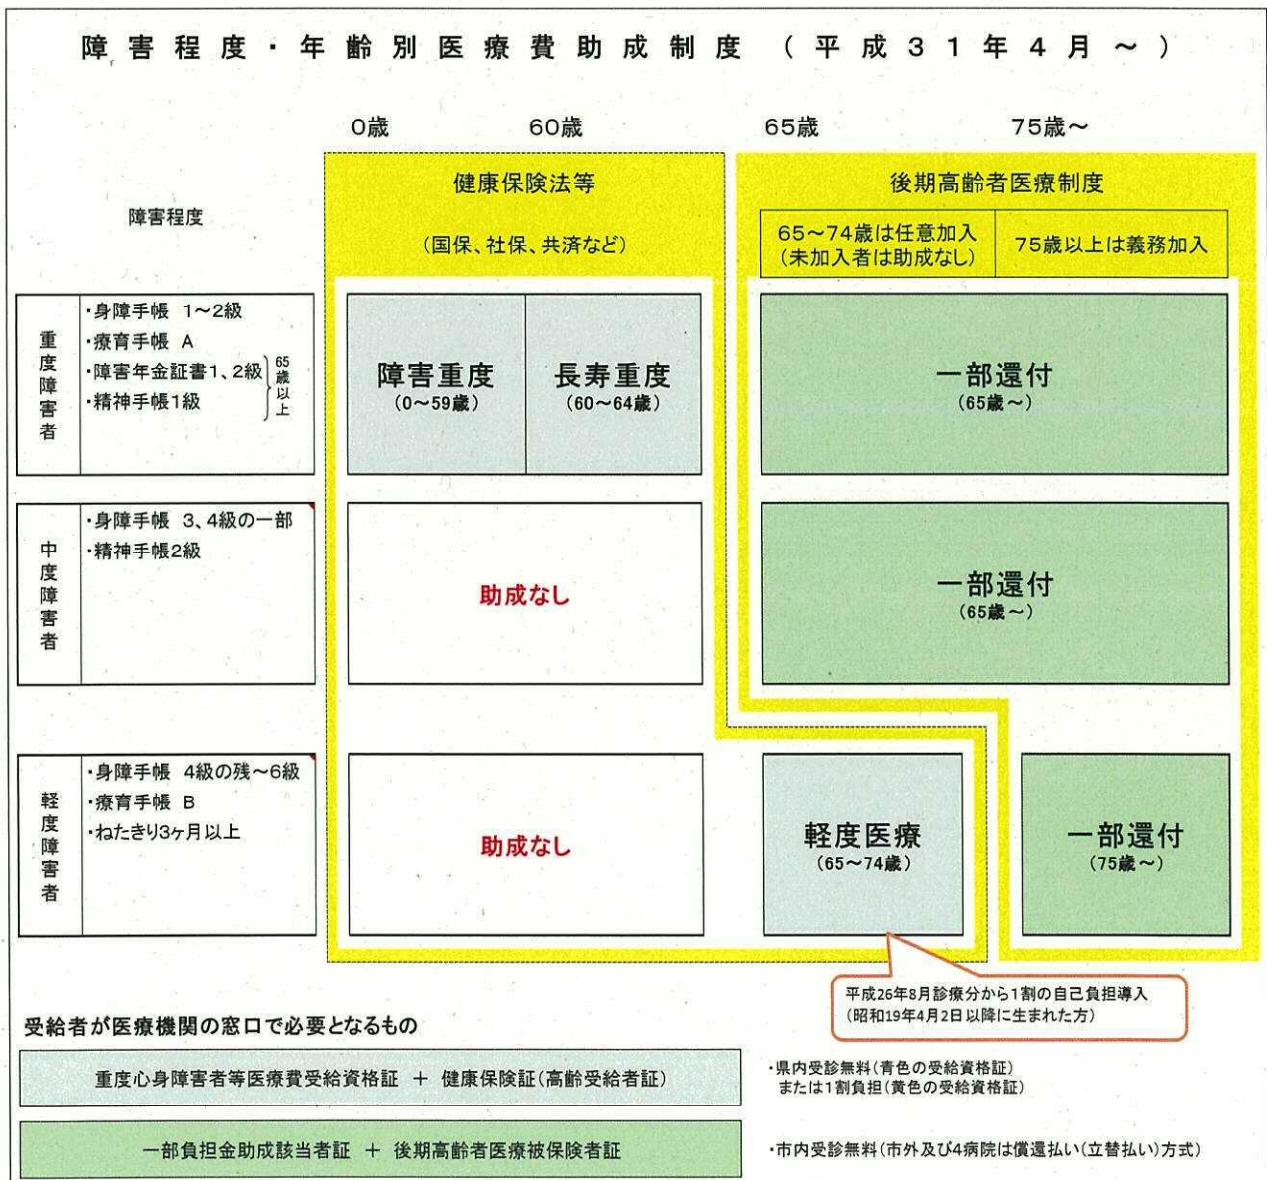 障害程度・年齢別医療費助成制度（平成３１年４月～）
0歳 60歳 65歳 75歳～
障害程度
健康保険法等
（国保、社保、共済など）
後期高齢者医療制度
65～74歳は任意加入
（未加入者は助成なし）
75歳以上は義務加入
重度障害者
・身障手帳 1～2級
・療育手帳 A
・障害年金証書1、2級
・精神手帳1級
65歳以上
障害重度
（0～59歳）
長寿重度
（60～64歳）
一部還付
（65歳～）
中度障害者
・身障手帳 3、4級の一部
・精神手帳2級
助成なし
一部還付
（65歳～）
軽度障害者
・身障手帳 4級の残～6級
・療育手帳 B
・ねたきり3ヶ月以上
助成なし
軽度医療
（65～74歳）
一部還付
（75歳～）
平成26年8月診療分から1割の自己負担導入
（昭和19年4月2日以降に生まれた方）
受給者が医療機関の窓口で必要となるもの
重度心身障害者等医療費受給資格証 ＋ 健康保険証（高齢受給者証）
・県内受診無料（青色の受給資格証）
または1割負担（黄色の受給資格証）
一部負担金助成該当者証 ＋ 後期高齢者医療被保険者証
・市内受診無料（市外及び4病院は償還払い（立替払い）方式）